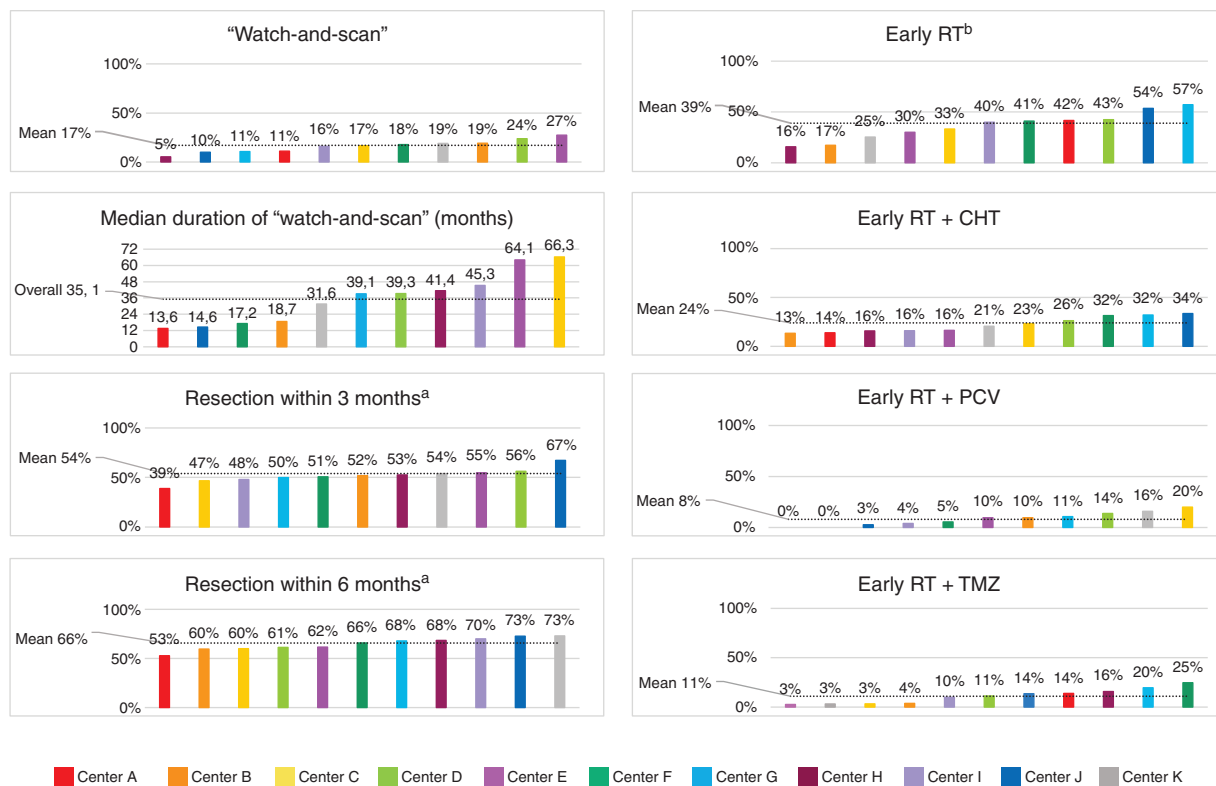 “Watch-and-scan”
100%
50%
0%
Mean 17%
5% 10% 11% 11% 16% 17% 18% 19% 19% 24% 27%
Median duration of “watch-and-scan” (months)
72
60
48
36
24
12
0
Overall 35, 1
13,6 14,6 17,2 18,7 31,6 39,1 39,3 41,4 45,3 64,1 66,3
Resection within 3 monthsᵃ
100%
50%
0%
Mean 54%
39% 47% 48% 50% 51% 52% 53% 54% 55% 56% 67%
Resection within 6 monthsᵃ
100%
50%
0%
Mean 66%
53% 60% 60% 61% 62% 66% 68% 68% 70% 73% 73%
Early RTᵇ
100%
50%
0%
Mean 39%
16% 17% 25% 30% 33% 40% 41% 42% 43% 54% 57%
Early RT + CHT
100%
50%
0%
Mean 24%
13% 14% 16% 16% 16% 21% 23% 26% 32% 32% 34%
Early RT + PCV
100%
50%
0%
Mean 8%
0% 0% 3% 4% 5% 10% 10% 11% 14% 16% 20%
Early RT + TMZ
100%
50%
0%
Mean 11%
3% 3% 3% 4% 10% 11% 14% 14% 16% 20% 25%
Center A Center B Center C Center D Center E Center F Center G Center H Center I Center J Center K